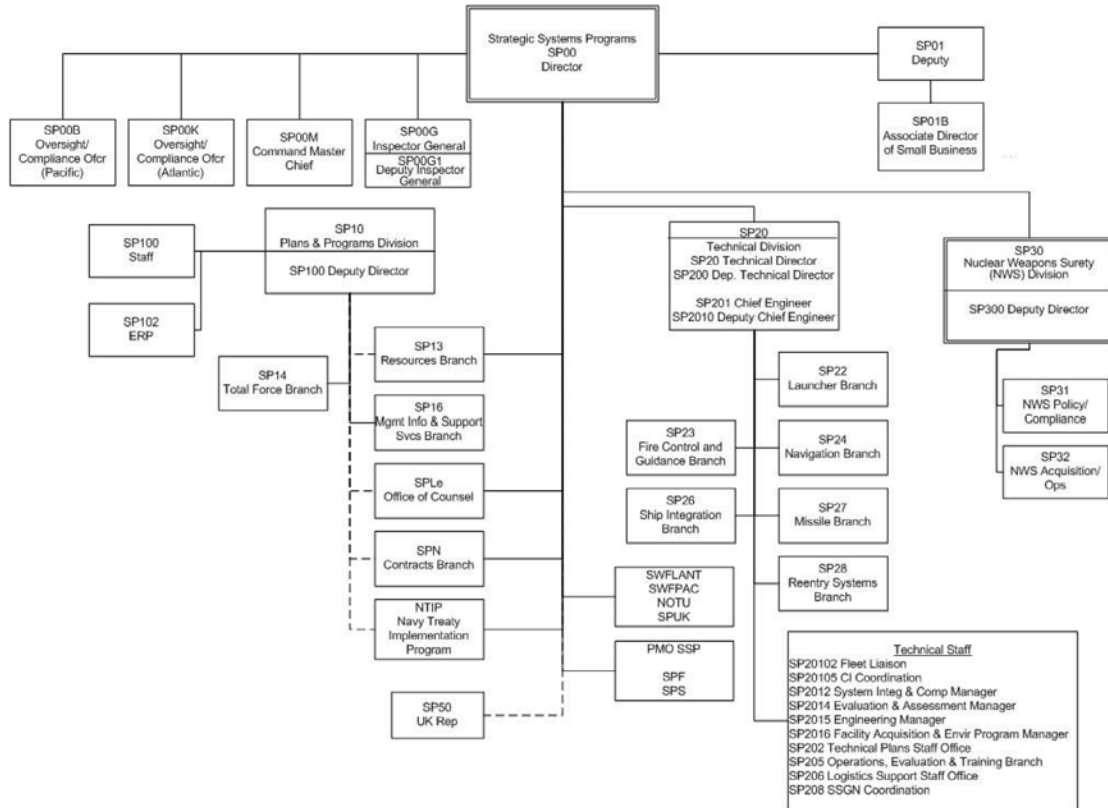 Strategic Systems Programs
SP00
Director
SP01
Deputy
SP01B
Associate Director
of Small Business
SP00B
Oversight/
Compliance Ofcr
(Pacific)
SP00K
Oversight/
Compliance Ofcr
(Atlantic)
SP00M
Command Master
Chief
SP00G
Inspector General
SP00G1
Deputy Inspector
General
SP100
Staff
SP102
ERP
SP10
Plans & Programs Division
SP100 Deputy Director
SP14
Total Force Branch
SP13
Resources Branch
SP16
Mgmt Info & Support
Svcs Branch
SPLe
Office of Counsel
SPN
Contracts Branch
NTIP
Navy Treaty
Implementation
Program
SP50
UK Rep
SP20
Technical Division
SP20 Technical Director
SP200 Dep. Technical Director
SP201 Chief Engineer
SP2010 Deputy Chief Engineer
SP22
Launcher Branch
SP23
Fire Control and
Guidance Branch
SP24
Navigation Branch
SP26
Ship Integration
Branch
SP27
Missile Branch
SP28
Reentry Systems
Branch
SWFLANT
SWFPAC
NOTU
SPUK
PMO SSP
SPF
SPS
SP30
Nuclear Weapons Surety
(NWS) Division
SP300 Deputy Director
SP31
NWS Policy/
Compliance
SP32
NWS Acquisition/
Ops
Technical Staff
SP20102 Fleet Liaison
SP20105 CI Coordination
SP2012 System Integ & Comp Manager
SP2014 Evaluation & Assessment Manager
SP2015 Engineering Manager
SP2016 Facility Acquisition & Envir Program Manager
SP202 Technical Plans Staff Office
SP205 Operations, Evaluation & Training Branch
SP206 Logistics Support Staff Office
SP208 SSGN Coordination